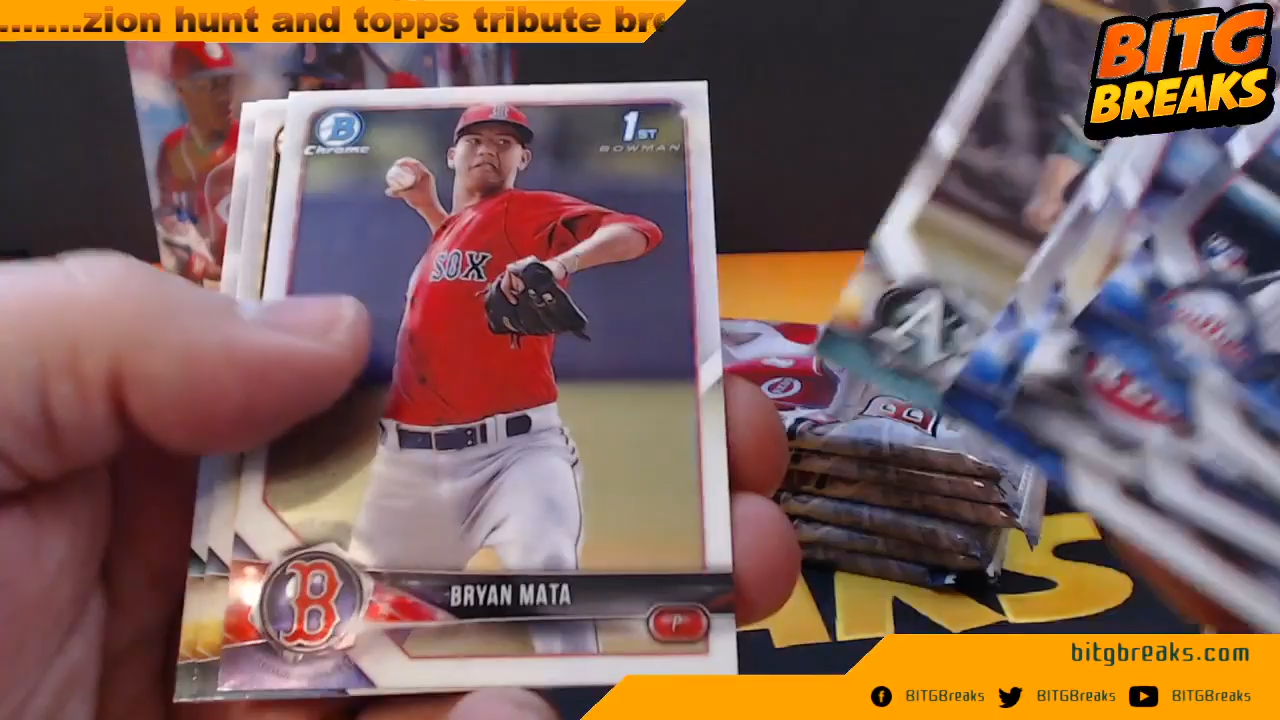 .......zion hunt and topps tribute bre
BITG
BREAKS
B
Chrome
1ST
BOWMAN
SOX
B
BRYAN MATA
P
B
A
AKS
bitgbreaks.com
BITGBreaks
BITGBreaks
BITGBreaks